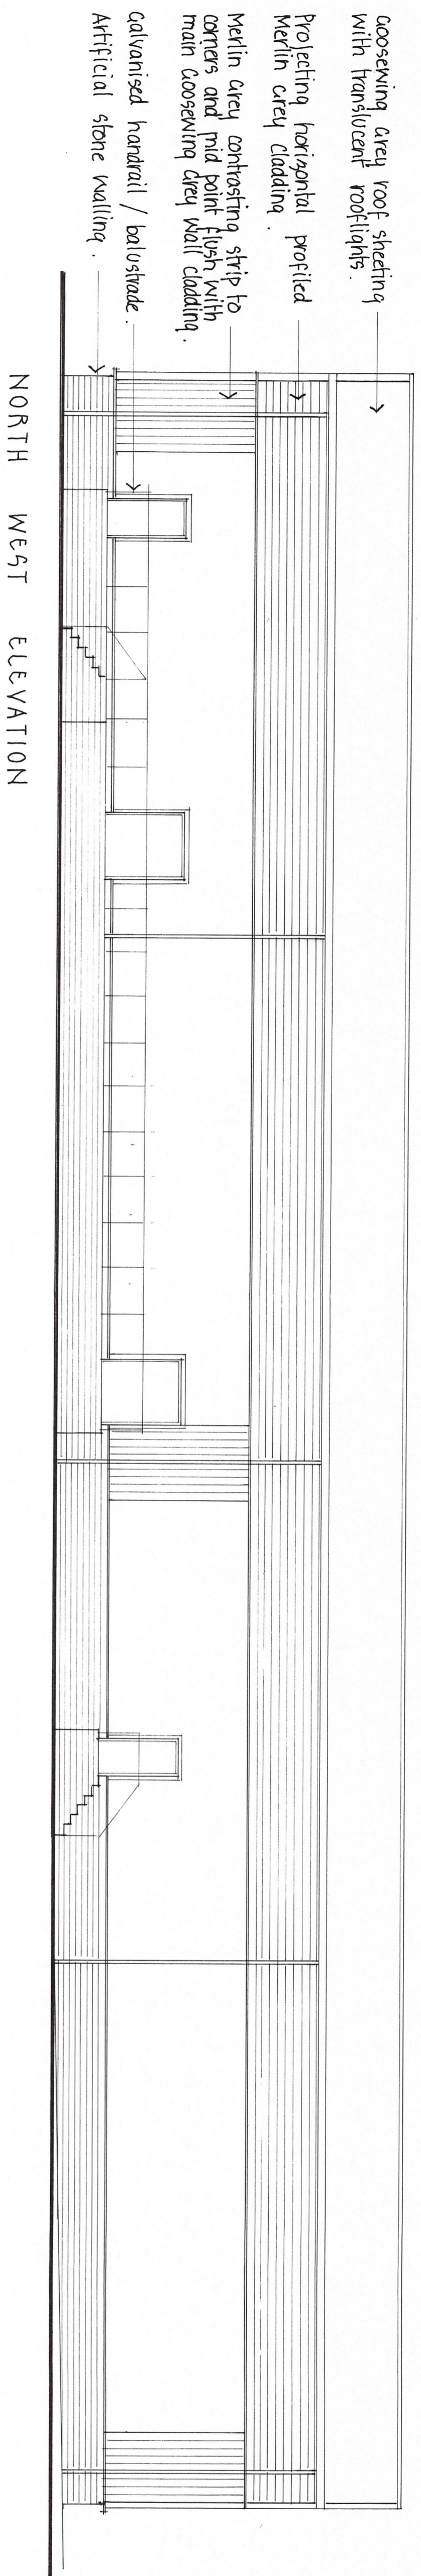 Goosewing Grey roof sheeting
with translucent rooflights.
Projecting horizontal profiled
Merlin Grey cladding.
Merlin Grey contrasting strip to
corners and mid point flush with
main Goosewing Grey wall cladding.
Galvanised handrail / balustrade.
Artificial stone walling.
NORTH WEST ELEVATION